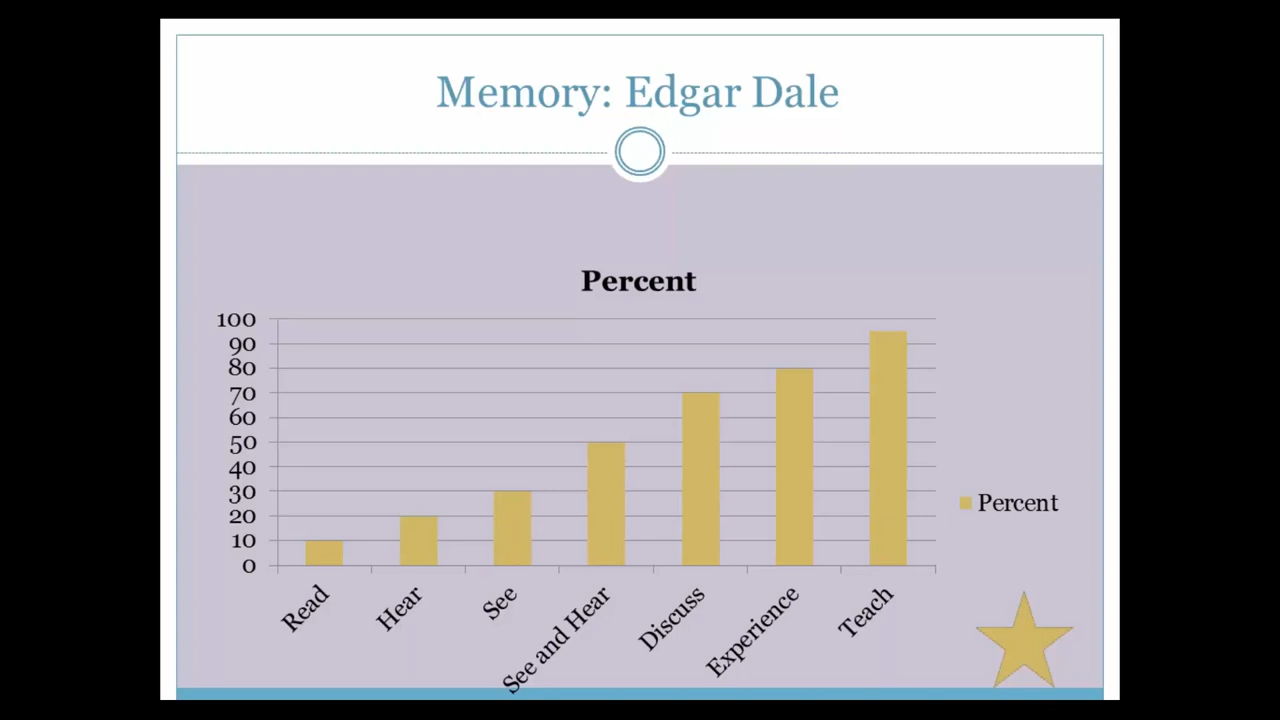 Memory: Edgar Dale
Percent
100
90
80
70
60
50
40
30
20
10
0
Percent
Read
Hear
See
See and Hear
Discuss
Experience
Teach